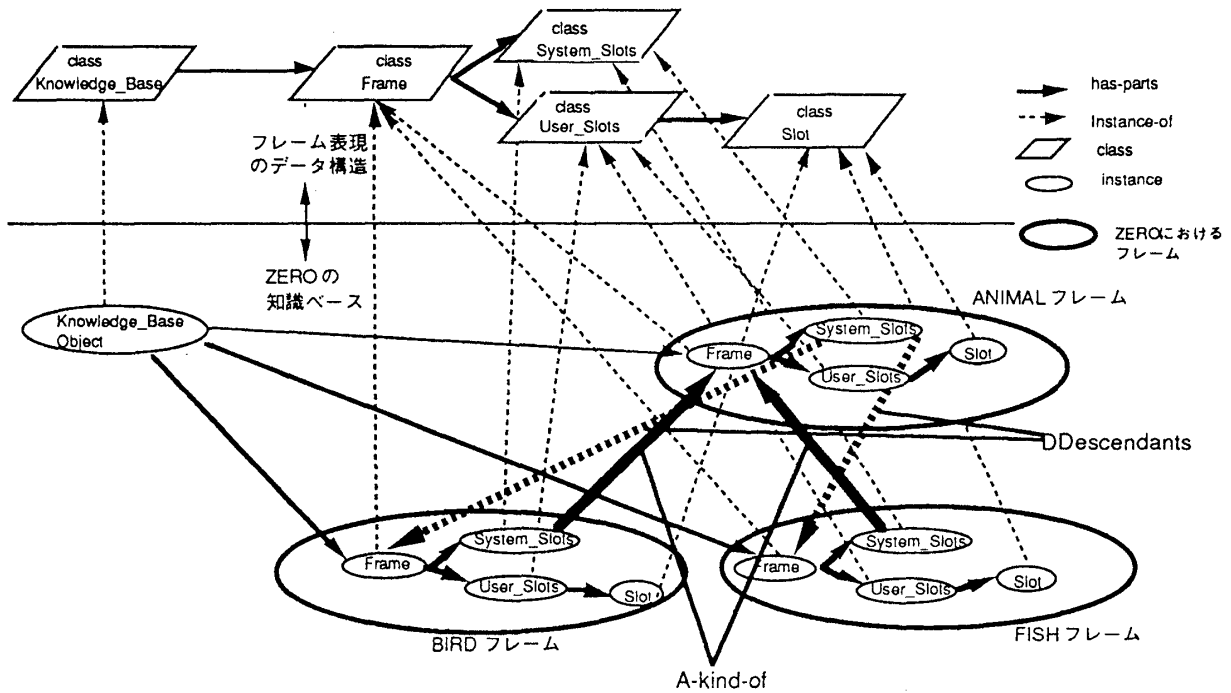 class
System_Slots
class
Knowledge_Base
class
Frame
class
User_Slots
class
Slot
has-parts
Instance-of
class
instance
ZEROにおける
フレーム
フレーム表現
のデータ構造
ZEROの
知識ベース
Knowledge_Base
Object
ANIMAL フレーム
System_Slots
Frame
Slot
User_Slots
DDescendants
System_Slots
Frame
User_Slots
Slot
BIRD フレーム
System_Slots
Frame
User_Slots
Slot
FISH フレーム
A-kind-of